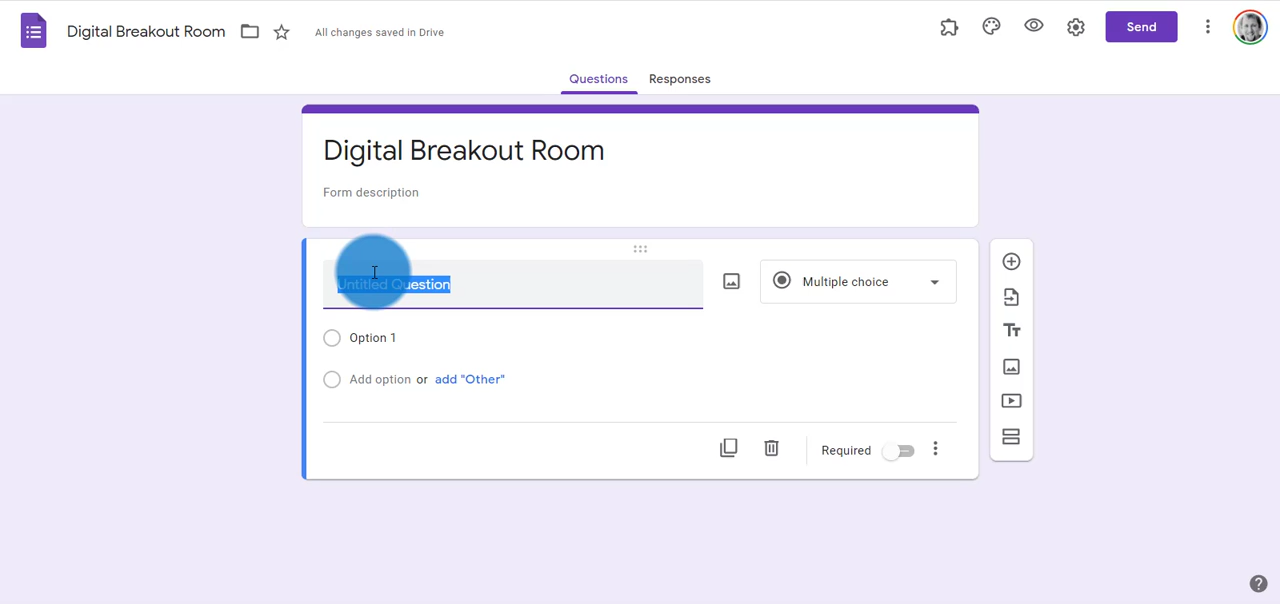 Digital Breakout Room
All changes saved in Drive
Send
Questions
Responses
Digital Breakout Room
Form description
Untitled Question
Multiple choice
Option 1
Add option or add "Other"
Required